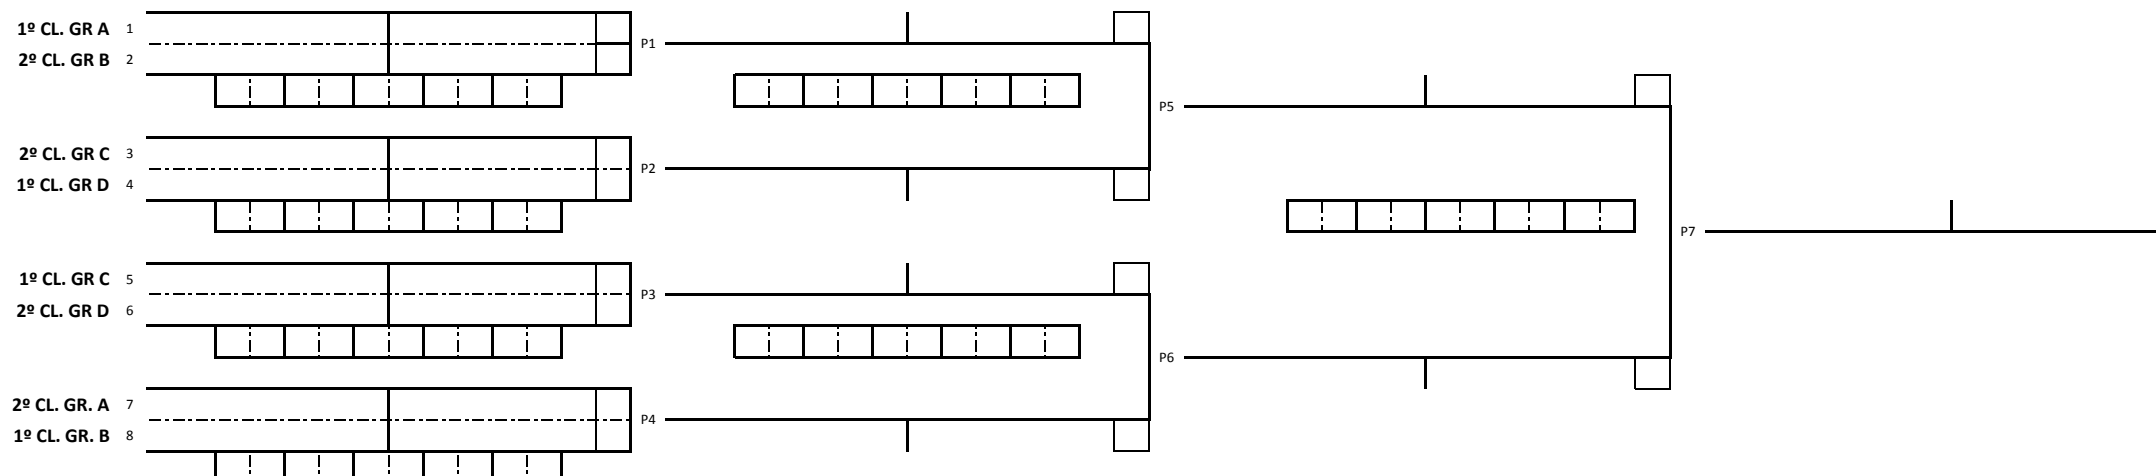 1º CL. GR A 1
P1
2º CL. GR B 2
P5
2º CL. GR C 3
P2
1º CL. GR D 4
P7
1º CL. GR C 5
P3
2º CL. GR D 6
P6
2º CL. GR. A 7
P4
1º CL. GR. B 8